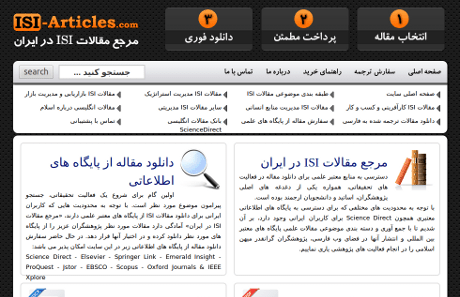 ISI-Articles.com
مرجع مقالات ISI در ایران
۱
انتخاب مقاله
۲
پرداخت مطمئن
۳
دانلود فوری
صفحه اصلی
سفارش ترجمه
راهنمای خرید
درباره ما
تماس با ما
جستجو کنید ...
search
صفحه اصلی سایت
طبقه بندی موضوعی مقالات ISI
مقالات ISI مدیریت استراتژیک
مقالات ISI بازاریابی و مدیریت بازار
مقالات ISI کارآفرینی و کسب و کار
مقالات ISI مدیریت منابع انسانی
سایر مقالات ISI مدیریتی
مقالات انگلیسی درباره اسلام
دانلود مقالات ترجمه شده به فارسی
سفارش مقاله از پایگاه های علمی
بانک مقالات انگلیسی
ScienceDirect
تماس با پشتیبانی
مرجع مقالات ISI در ایران
دسترسی به منابع معتبر علمی برای دانلود مقاله در فعالیت
های تحقیقاتی، همواره یکی از دغدغه های اصلی
پژوهشگران، اساتید و دانشجویان ارجمند بوده است.
با توجه به محدودیت های مختلفی که برای دسترسی به پایگاه های اطلاعاتی
معتبری همچون Science Direct برای کاربران ایرانی وجود دارد، بر آن
شدیم تا با جمع آوری و دسته بندی موضوعی مقالات علمی پایگاه های معتبر
بین المللی و انتشار آنها در فضای وب فارسی، پژوهشگران گرانقدر میهن
اسلامی را در انجام فعالیت های پژوهشی یاری نماییم.
دانلود مقاله از پایگاه های
اطلاعاتی
اولین گام برای شروع یک فعالیت تحقیقاتی، جستجو
پیرامون موضوع مورد نظر است. با توجه به محدودیت هایی که کاربران
ایرانی برای دانلود مقالات ISI از پایگاه های معتبر علمی دارند، «مرجع مقالات
ISI در ایران» آمادگی دارد مقالات مورد نظر پژوهشگران عزیز را از پایگاه
های مورد نظر دانلود کرده و در اختیار آنها قرار دهد. در حال حاضر سفارش
دانلود مقاله از پایگاه های اطلاعاتی زیر در این سایت امکان پذیر می باشد:
Science Direct - Elsevier - Springer Link - Emerald Insight -
ProQuest - Jstor - EBSCO - Scopus - Oxford Journals & IEEE
Xplore